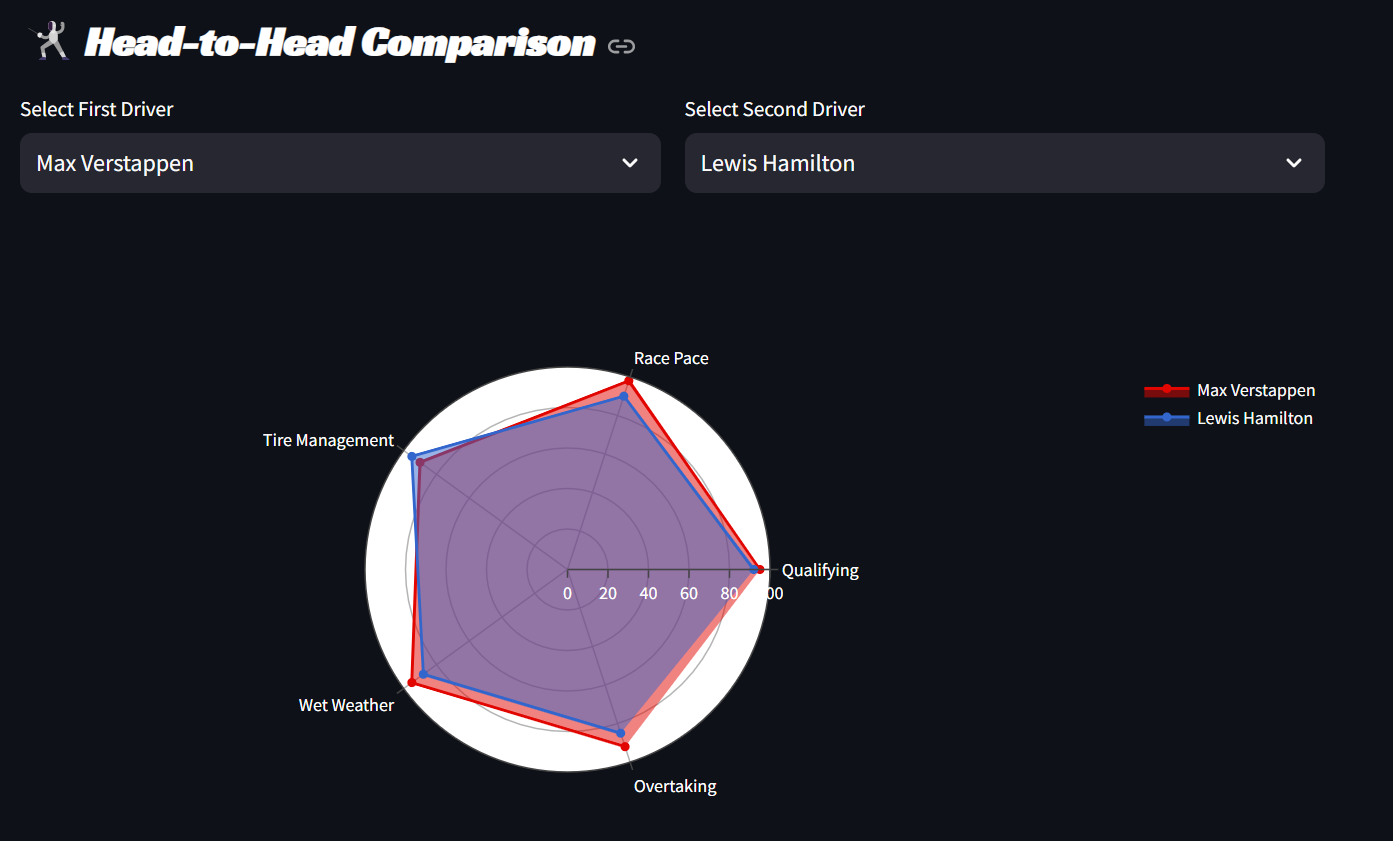 Head-to-Head Comparison
Select First Driver
Select Second Driver
Max Verstappen
Lewis Hamilton
Race Pace
Max Verstappen
Lewis Hamilton
Tire Management
Qualifying
0 20 40 60 80 00
Wet Weather
Overtaking